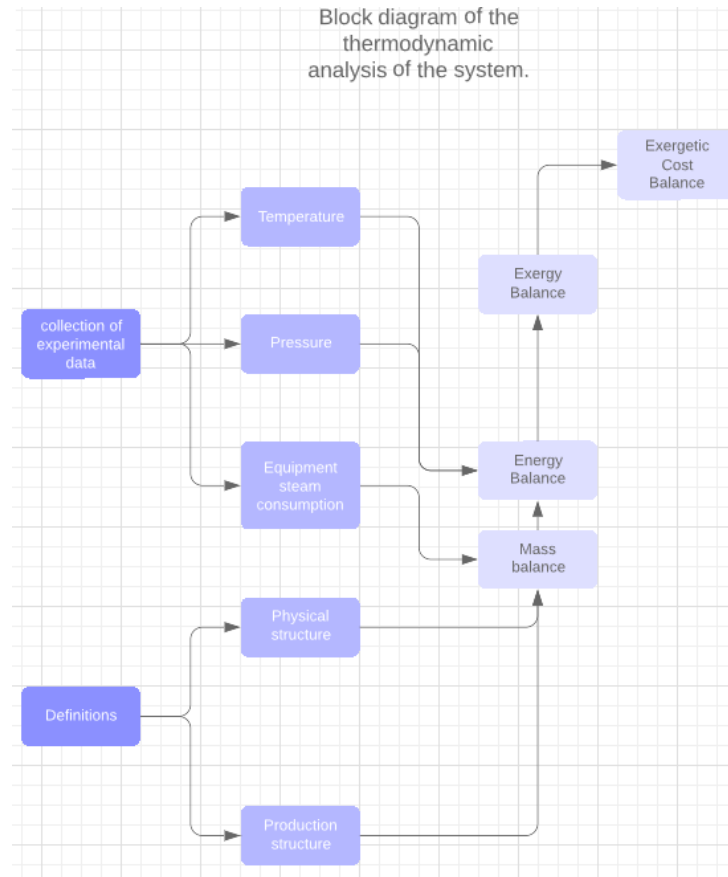 Block diagram of the
thermodynamic
analysis of the system.
Exergetic
Cost
Balance
Temperature
Exergy
Balance
collection of
experimental
data
Pressure
Equipment
steam
consumption
Energy
Balance
Mass
balance
Physical
structure
Definitions
Production
structure